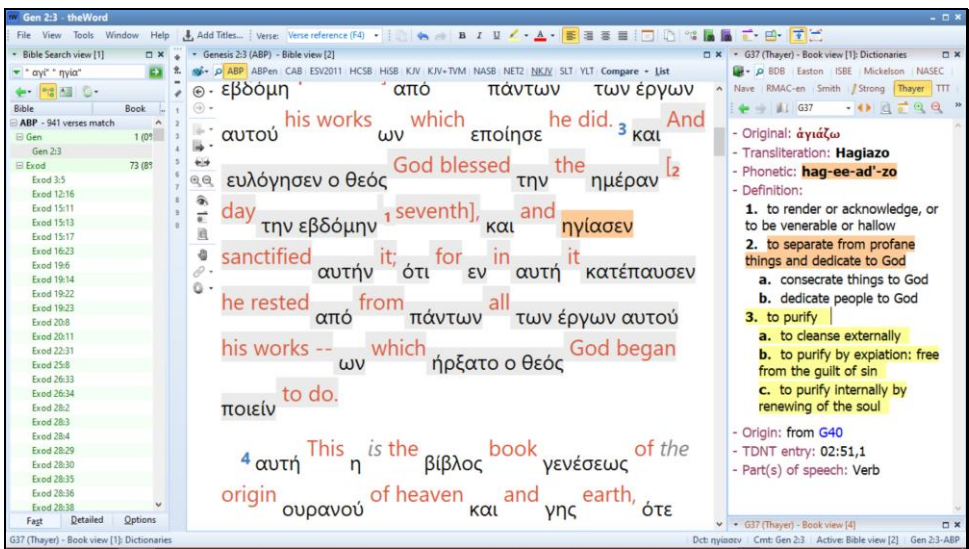 Gen 2:3 - theWord
File View Tools Window Help Add Titles... Verse: Verse reference (F4)
Bible Search view [1]
" αγι" " ηγία"
Bible Book
ABP - 941 verses match
Gen 1 (0%
Gen 2:3
Exod 73 (8%
Exod 3:5
Exod 12:16
Exod 15:11
Exod 15:13
Exod 15:17
Exod 16:23
Exod 19:6
Exod 19:14
Exod 19:22
Exod 19:23
Exod 20:8
Exod 20:11
Exod 22:31
Exod 25:8
Exod 26:33
Exod 26:34
Exod 28:2
Exod 28:3
Exod 28:4
Exod 28:29
Exod 28:30
Exod 28:35
Exod 28:36
Exod 28:38
Fast Detailed Options
Genesis 2:3 (ABP) - Bible view [2]
ABP ABPen CAB ESV2011 HCSB HiSB KJV KJV+TVM NASB NET2 NKJV SLT YLT Compare List
εβδόμη από πάντων των έργων
his works which he did. 3 And
αυτού ων εποίησε και
God blessed the [2
ευλόγησεν ο θεός την ημέραν
day 1 seventh], and
την εβδόμην και ηγίασεν
sanctified it; for in it
αυτήν ότι εν αυτή κατέπαυσεν
he rested from all
από πάντων των έργων αυτού
his works -- which God began
ων ήρξατο ο θεός
to do.
ποιείν
4 This is the book of the
αυτή η βίβλος γενέσεως
origin of heaven and earth,
ουρανού και γης ότε
G37 (Thayer) - Book view [1]: Dictionaries
BDB Easton ISBE Mickelson NASEC
Nave RMAC-en Smith Strong Thayer TTT
G37
- Original: ἁγιάζω
- Transliteration: Hagiazo
- Phonetic: hag-ee-ad'-zo
- Definition:
1. to render or acknowledge, or
to be venerable or hallow
2. to separate from profane
things and dedicate to God
a. consecrate things to God
b. dedicate people to God
3. to purify
a. to cleanse externally
b. to purify by expiation: free
from the guilt of sin
c. to purify internally by
renewing of the soul
- Origin: from G40
- TDNT entry: 02:51,1
- Part(s) of speech: Verb
G37 (Thayer) - Book view [4]
G37 (Thayer) - Book view [1]: Dictionaries Dct: ηγίασεν Cmt: Gen 2:3 Active: Bible view [2] Gen 2:3-ABP